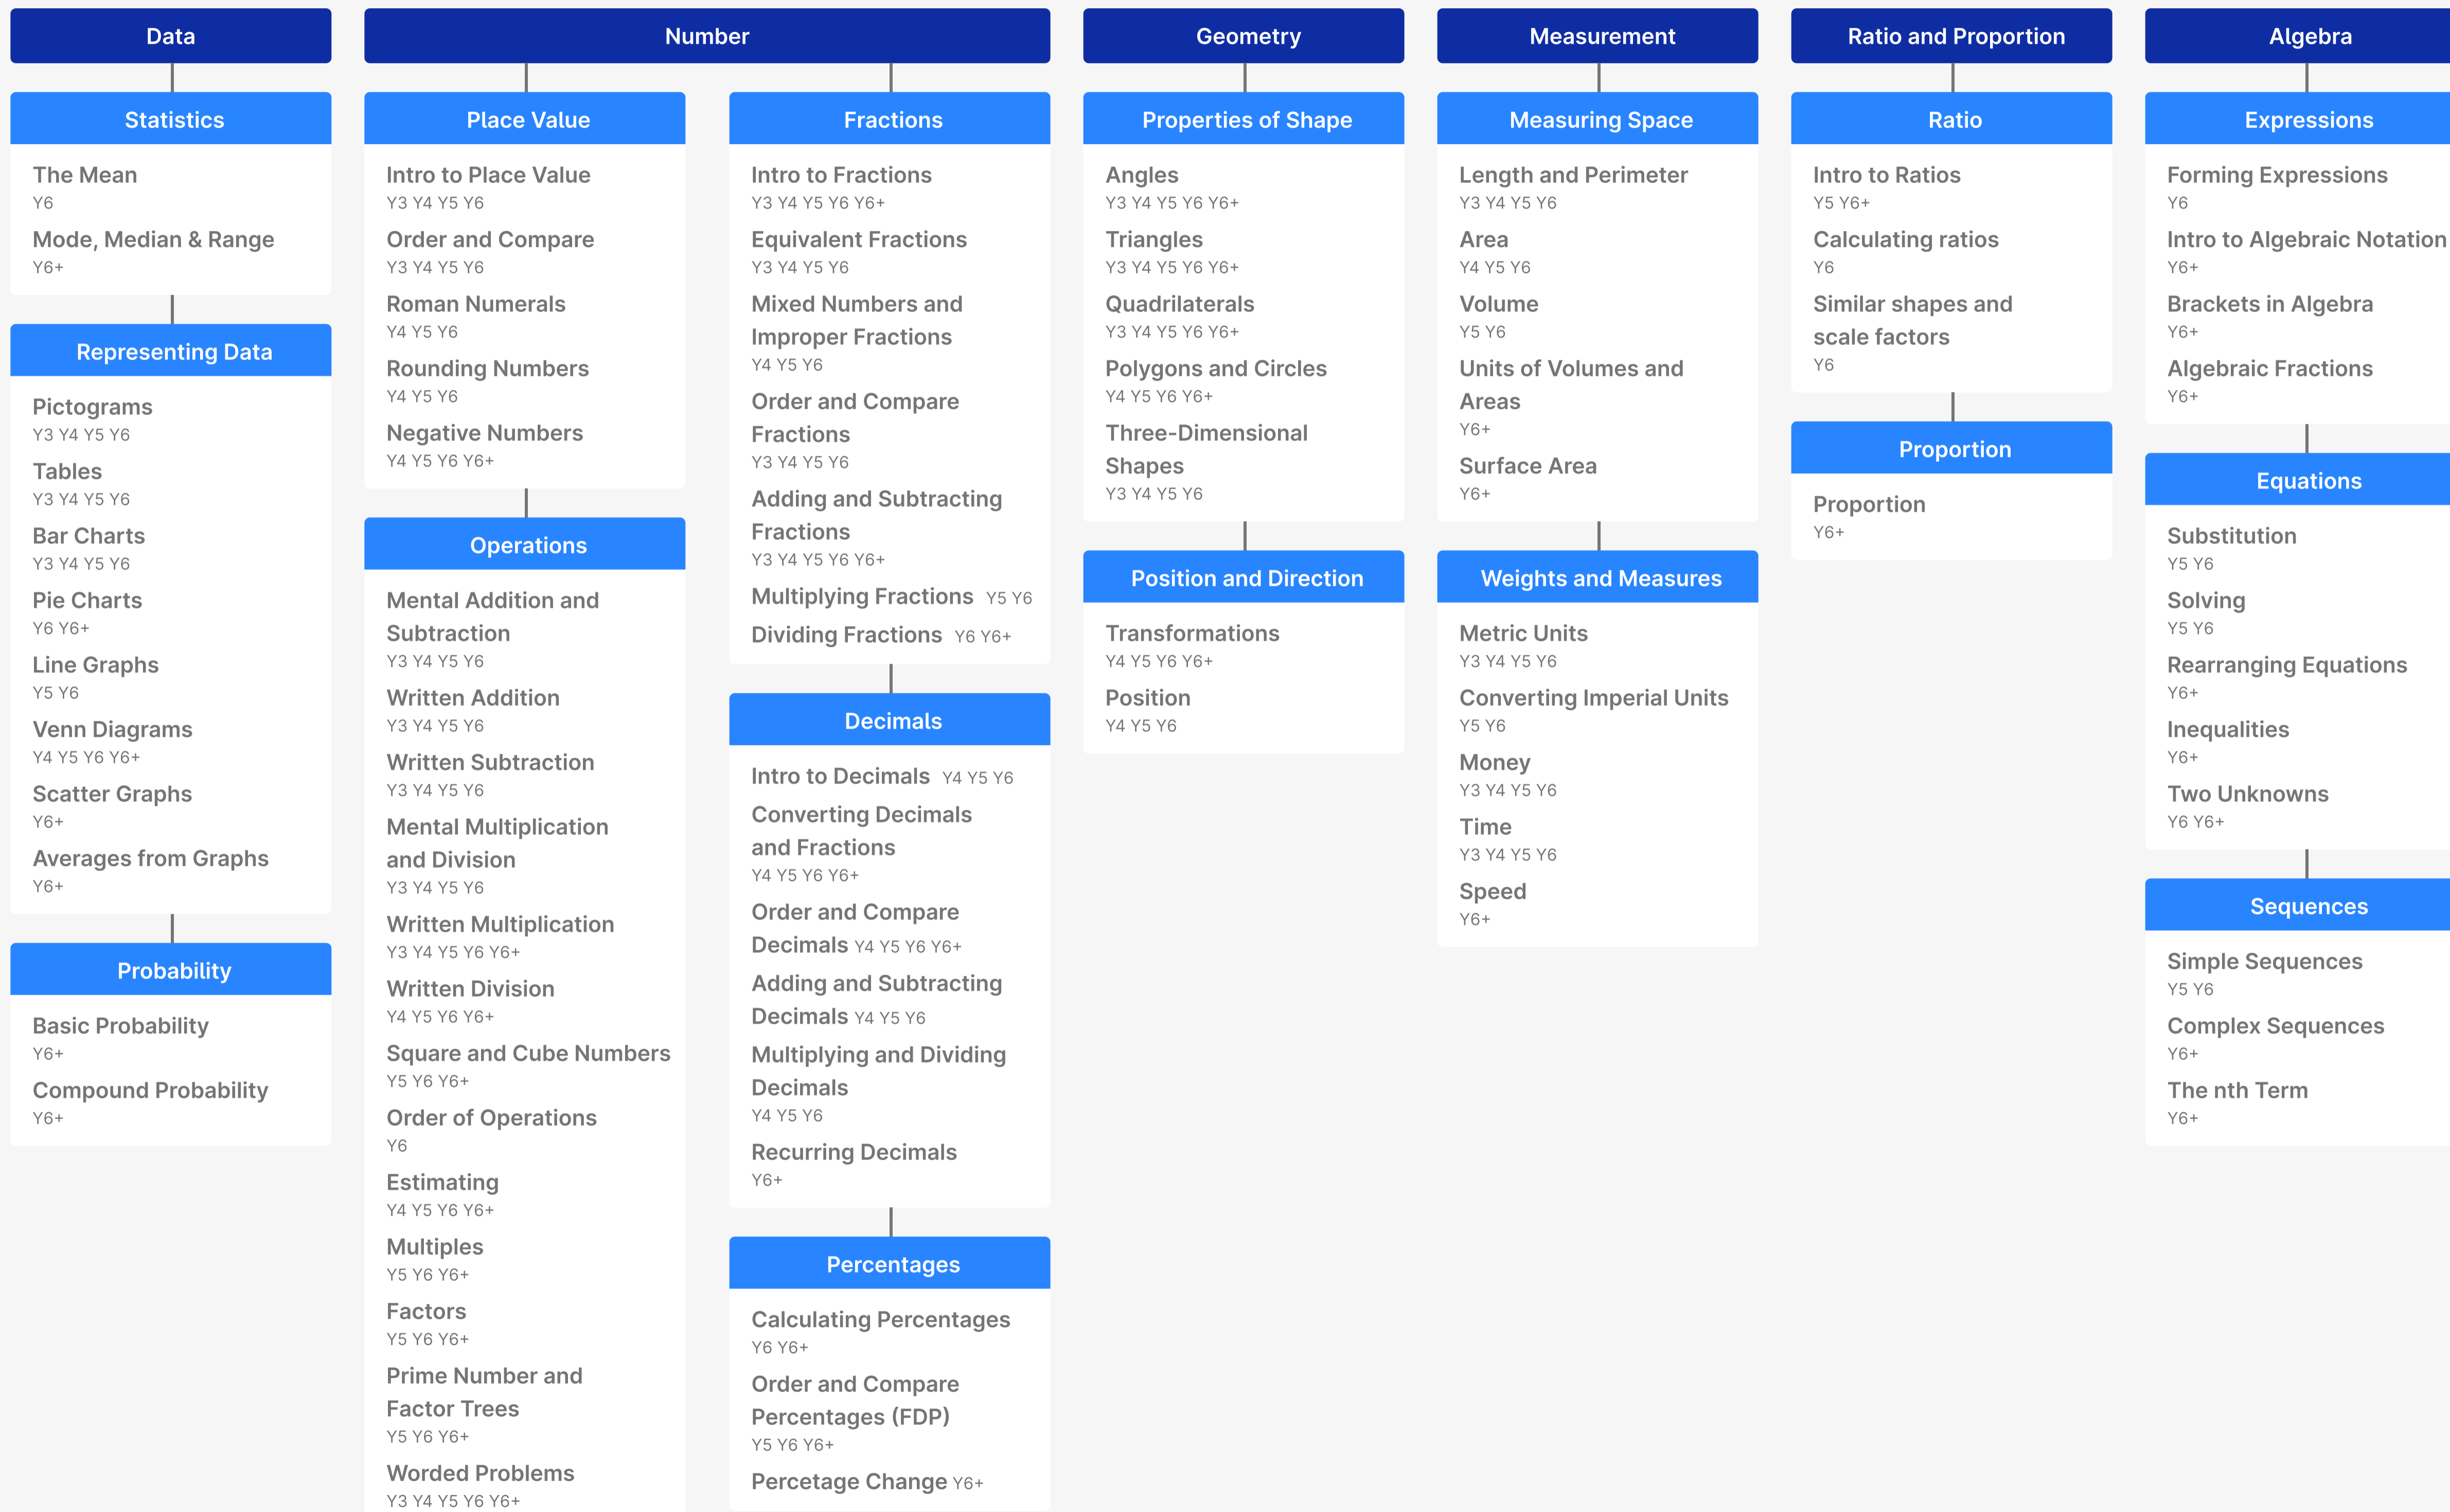 Data
Statistics
The Mean
Y6
Mode, Median & Range
Y6+
Representing Data
Pictograms
Y3 Y4 Y5 Y6
Tables
Y3 Y4 Y5 Y6
Bar Charts
Y3 Y4 Y5 Y6
Pie Charts
Y6 Y6+
Line Graphs
Y5 Y6
Venn Diagrams
Y4 Y5 Y6 Y6+
Scatter Graphs
Y6+
Averages from Graphs
Y6+
Probability
Basic Probability
Y6+
Compound Probability
Y6+
Number
Place Value
Intro to Place Value
Y3 Y4 Y5 Y6
Order and Compare
Y3 Y4 Y5 Y6
Roman Numerals
Y4 Y5 Y6
Rounding Numbers
Y4 Y5 Y6
Negative Numbers
Y4 Y5 Y6 Y6+
Operations
Mental Addition and
Subtraction
Y3 Y4 Y5 Y6
Written Addition
Y3 Y4 Y5 Y6
Written Subtraction
Y3 Y4 Y5 Y6
Mental Multiplication
and Division
Y3 Y4 Y5 Y6
Written Multiplication
Y3 Y4 Y5 Y6 Y6+
Written Division
Y4 Y5 Y6 Y6+
Square and Cube Numbers
Y5 Y6 Y6+
Order of Operations
Y6
Estimating
Y4 Y5 Y6 Y6+
Multiples
Y5 Y6 Y6+
Factors
Y5 Y6 Y6+
Prime Number and
Factor Trees
Y5 Y6 Y6+
Worded Problems
Y3 Y4 Y5 Y6 Y6+
Fractions
Intro to Fractions
Y3 Y4 Y5 Y6 Y6+
Equivalent Fractions
Y3 Y4 Y5 Y6
Mixed Numbers and
Improper Fractions
Y4 Y5 Y6
Order and Compare
Fractions
Y3 Y4 Y5 Y6
Adding and Subtracting
Fractions
Y3 Y4 Y5 Y6 Y6+
Multiplying Fractions Y5 Y6
Dividing Fractions Y6 Y6+
Decimals
Intro to Decimals Y4 Y5 Y6
Converting Decimals
and Fractions
Y4 Y5 Y6 Y6+
Order and Compare
Decimals Y4 Y5 Y6 Y6+
Adding and Subtracting
Decimals Y4 Y5 Y6
Multiplying and Dividing
Decimals
Y4 Y5 Y6
Recurring Decimals
Y6+
Percentages
Calculating Percentages
Y6 Y6+
Order and Compare
Percentages (FDP)
Y5 Y6 Y6+
Percetage Change Y6+
Geometry
Properties of Shape
Angles
Y3 Y4 Y5 Y6 Y6+
Triangles
Y3 Y4 Y5 Y6 Y6+
Quadrilaterals
Y3 Y4 Y5 Y6 Y6+
Polygons and Circles
Y4 Y5 Y6 Y6+
Three-Dimensional
Shapes
Y3 Y4 Y5 Y6
Position and Direction
Transformations
Y4 Y5 Y6 Y6+
Position
Y4 Y5 Y6
Measurement
Measuring Space
Length and Perimeter
Y3 Y4 Y5 Y6
Area
Y4 Y5 Y6
Volume
Y5 Y6
Units of Volumes and
Areas
Y6+
Surface Area
Y6+
Weights and Measures
Metric Units
Y3 Y4 Y5 Y6
Converting Imperial Units
Y5 Y6
Money
Y3 Y4 Y5 Y6
Time
Y3 Y4 Y5 Y6
Speed
Y6+
Ratio and Proportion
Ratio
Intro to Ratios
Y5 Y6+
Calculating ratios
Y6
Similar shapes and
scale factors
Y6
Proportion
Proportion
Y6+
Algebra
Expressions
Forming Expressions
Y6
Intro to Algebraic Notation
Y6+
Brackets in Algebra
Y6+
Algebraic Fractions
Y6+
Equations
Substitution
Y5 Y6
Solving
Y5 Y6
Rearranging Equations
Y6+
Inequalities
Y6+
Two Unknowns
Y6 Y6+
Sequences
Simple Sequences
Y5 Y6
Complex Sequences
Y6+
The nth Term
Y6+